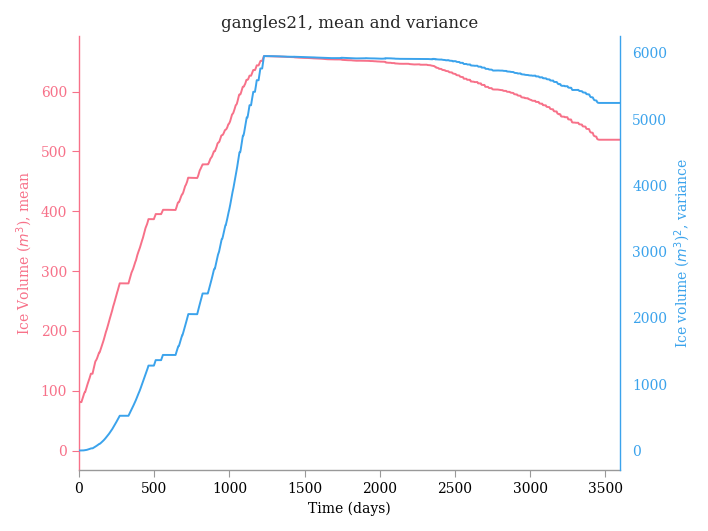 gangles21, mean and variance
Ice Volume (m³), mean
600
500
400
300
200
100
0
6000
5000
4000
3000
2000
1000
0
Ice volume (m³)², variance
0 500 1000 1500 2000 2500 3000 3500
Time (days)